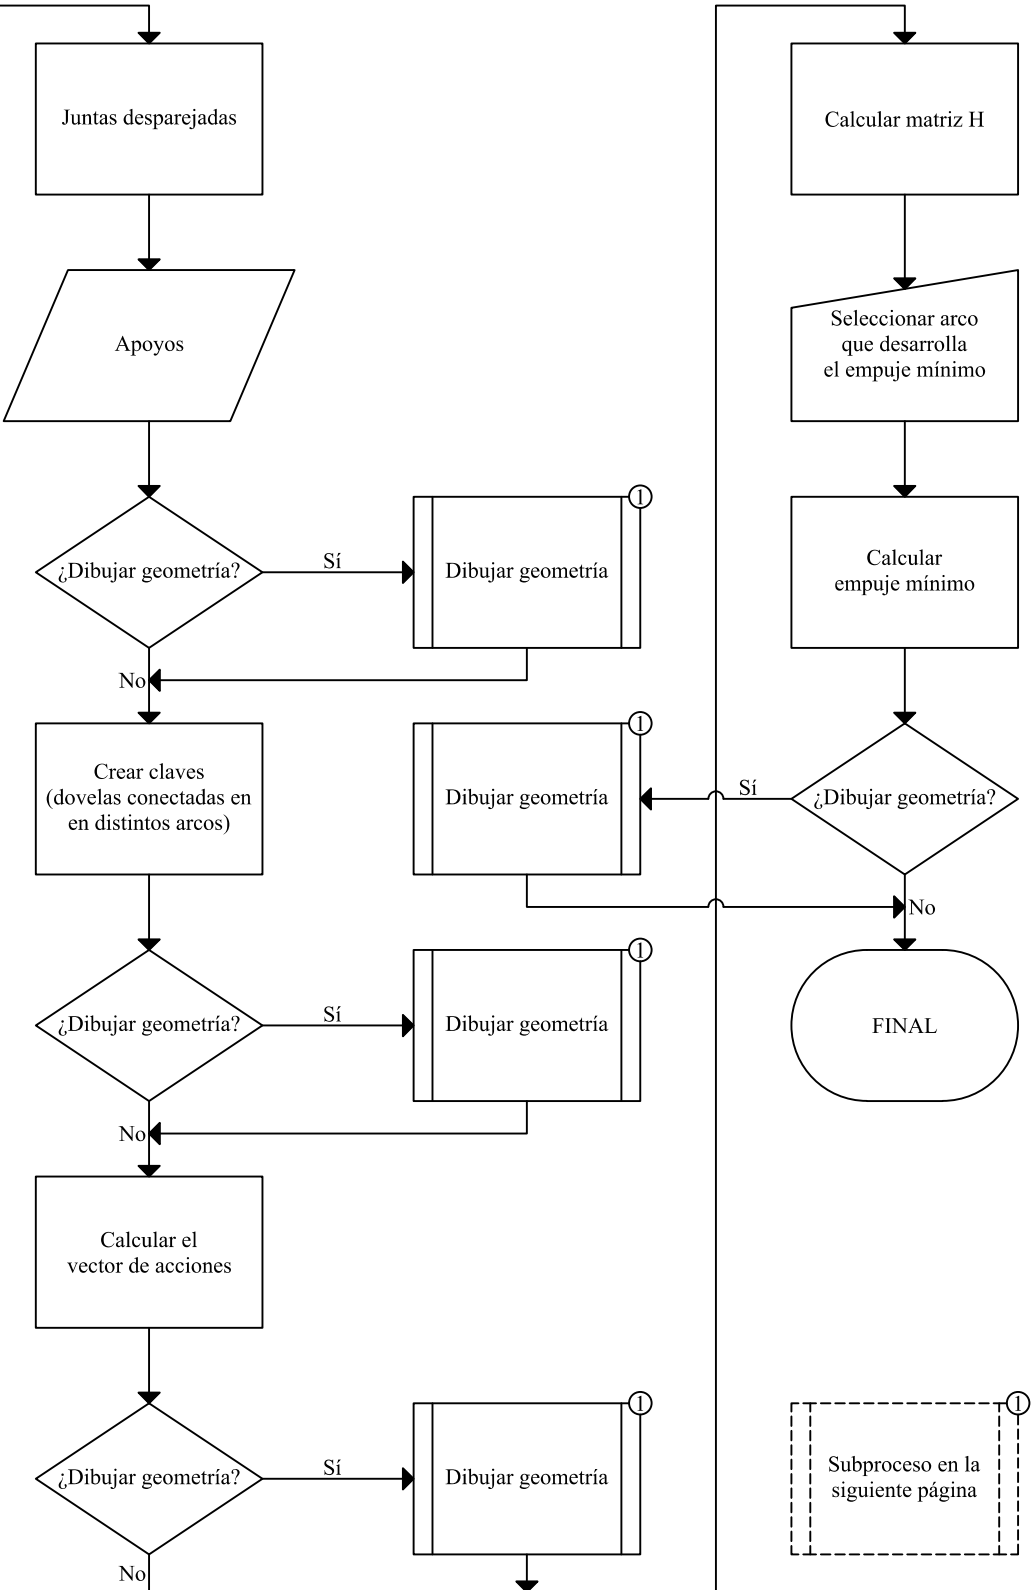 Juntas desparejadas
Apoyos
¿Dibujar geometría?
Sí
1
Dibujar geometría
No
Crear claves
(dovelas conectadas en
en distintos arcos)
¿Dibujar geometría?
Sí
1
Dibujar geometría
No
Calcular el
vector de acciones
¿Dibujar geometría?
Sí
1
Dibujar geometría
No
Calcular matriz H
Seleccionar arco
que desarrolla
el empuje mínimo
Calcular
empuje mínimo
¿Dibujar geometría?
Sí
1
Dibujar geometría
No
FINAL
1
Subproceso en la
siguiente página